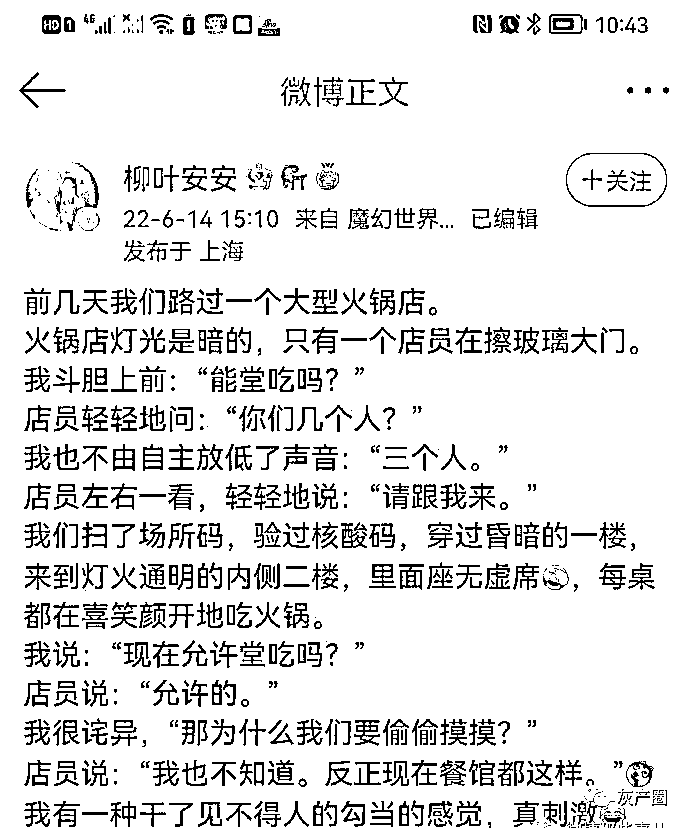 HD 1 4G 10:43
微博正文
柳叶安安
+关注
22-6-14 15:10 来自 魔幻世界... 已编辑
发布于 上海
前几天我们路过一个大型火锅店。
火锅店灯光是暗的，只有一个店员在擦玻璃大门。
我斗胆上前：“能堂吃吗？”
店员轻轻地问：“你们几个人？”
我也不由自主放低了声音：“三个人。”
店员左右一看，轻轻地说：“请跟我来。”
我们扫了场所码，验过核酸码，穿过昏暗的一楼，
来到灯火通明的内侧二楼，里面座无虚席，每桌
都在喜笑颜开地吃火锅。
我说：“现在允许堂吃吗？”
店员说：“允许的。”
我很诧异，“那为什么我们要偷偷摸摸？”
店员说：“我也不知道。反正现在餐馆都这样。”
我有一种干了见不得人的勾当的感觉，真刺激
灰产圈